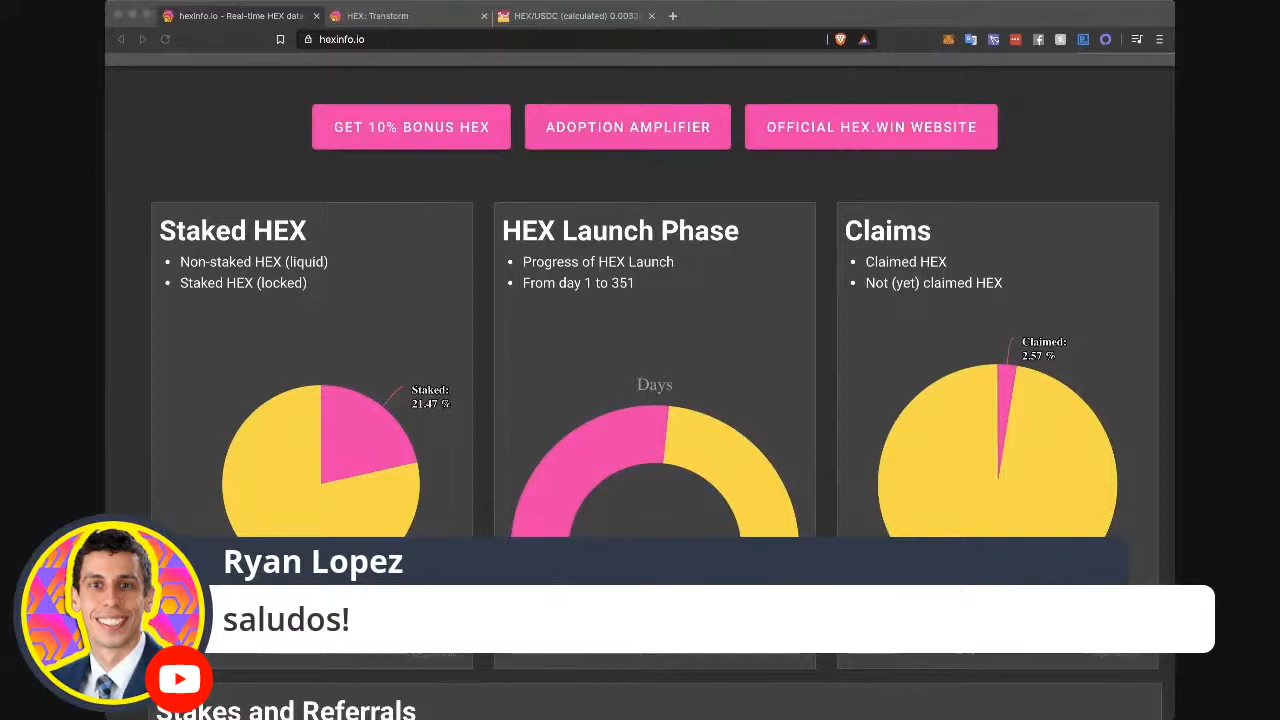 hexinfo.io - Real-time HEX data
HEX: Transform
HEX/USDC (calculated) 0.0033
hexinfo.io
GET 10% BONUS HEX
ADOPTION AMPLIFIER
OFFICIAL HEX.WIN WEBSITE
Staked HEX
Non-staked HEX (liquid)
Staked HEX (locked)
HEX Launch Phase
Progress of HEX Launch
From day 1 to 351
Claims
Claimed HEX
Not (yet) claimed HEX
Staked:
21.47 %
Days
Claimed:
2.57 %
Ryan Lopez
saludos!
Stakes and Referrals